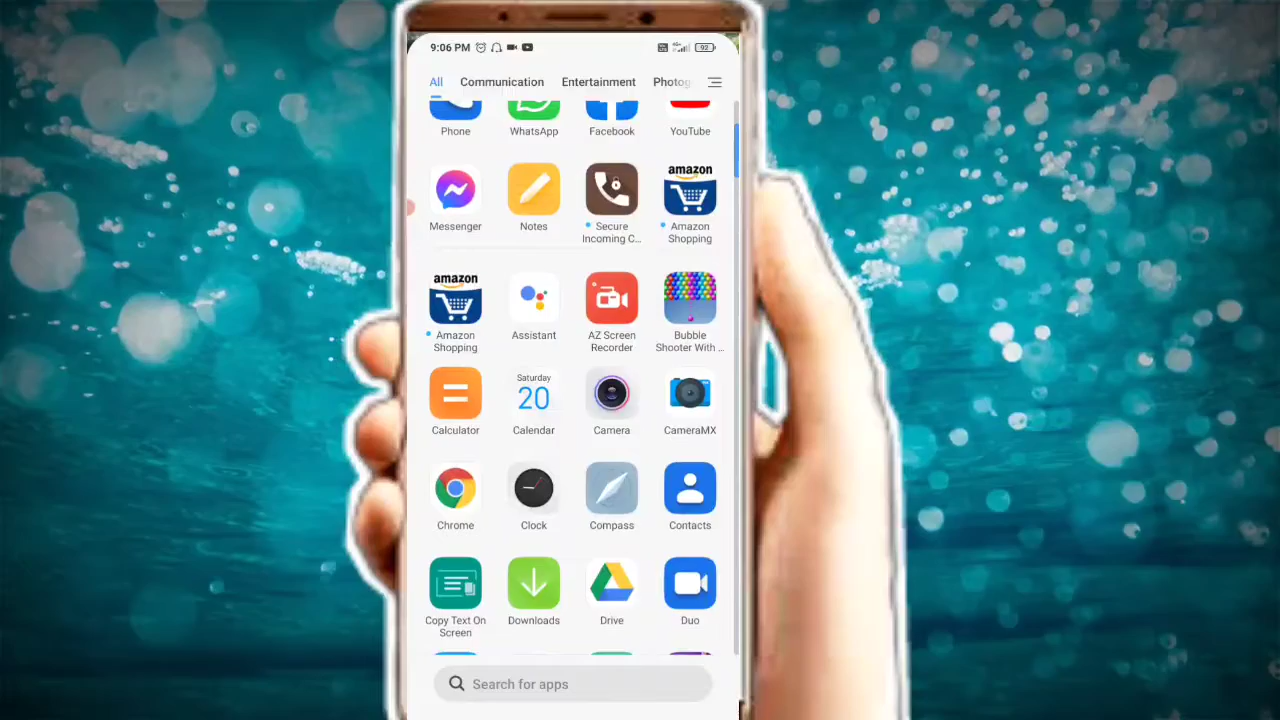 9:06 PM
92
All Communication Entertainment Photog
Phone WhatsApp Facebook YouTube
amazon
Messenger Notes Secure Incoming C... Amazon Shopping
amazon
Amazon Shopping Assistant AZ Screen Recorder Bubble Shooter With ...
Saturday
20
Calculator Calendar Camera CameraMX
Chrome Clock Compass Contacts
Copy Text On Screen Downloads Drive Duo
Search for apps